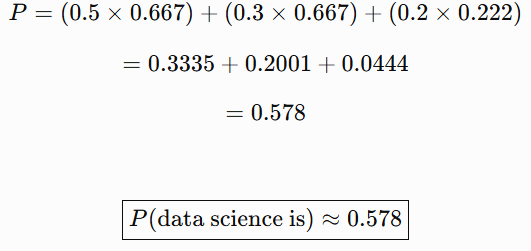 P = (0.5 × 0.667) + (0.3 × 0.667) + (0.2 × 0.222)
= 0.3335 + 0.2001 + 0.0444
= 0.578
P(data science is) ≈ 0.578